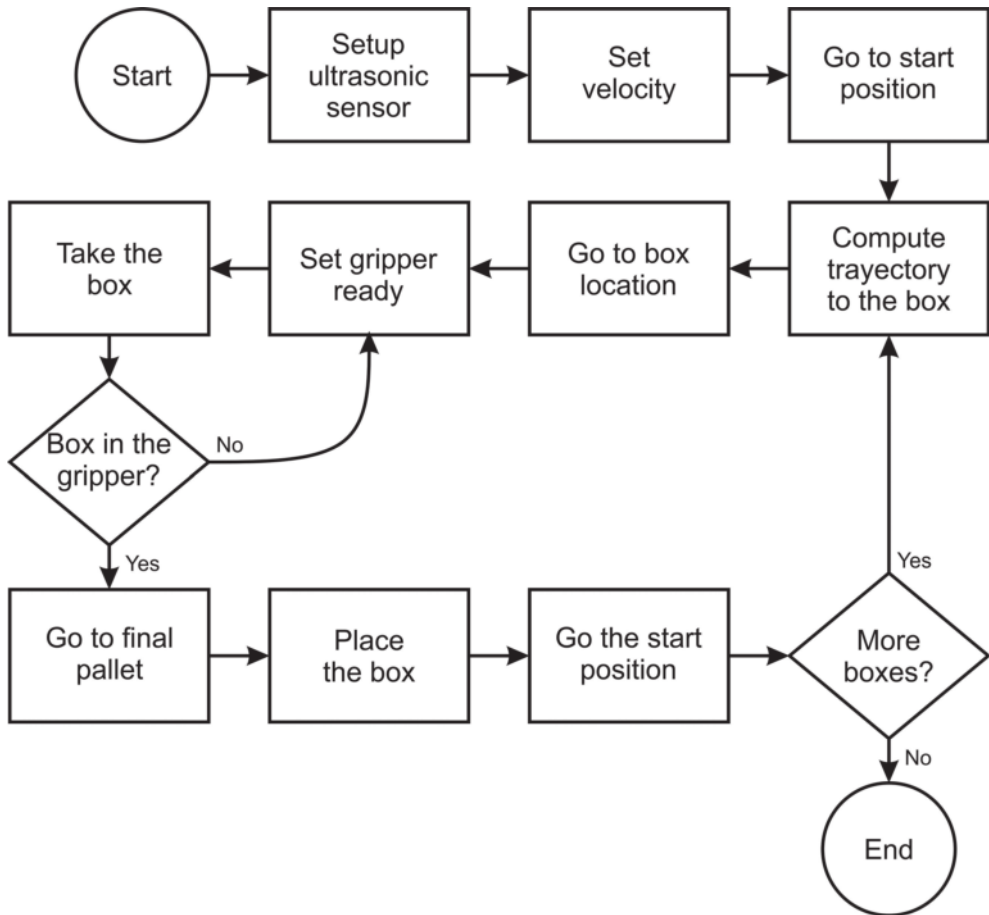 Start
Setup
ultrasonic
sensor
Set
velocity
Go to start
position
Take the
box
Set gripper
ready
Go to box
location
Compute
trayectory
to the box
Box in the
gripper?
No
Yes
Go to final
pallet
Place
the box
Go the start
position
Yes
More
boxes?
No
End